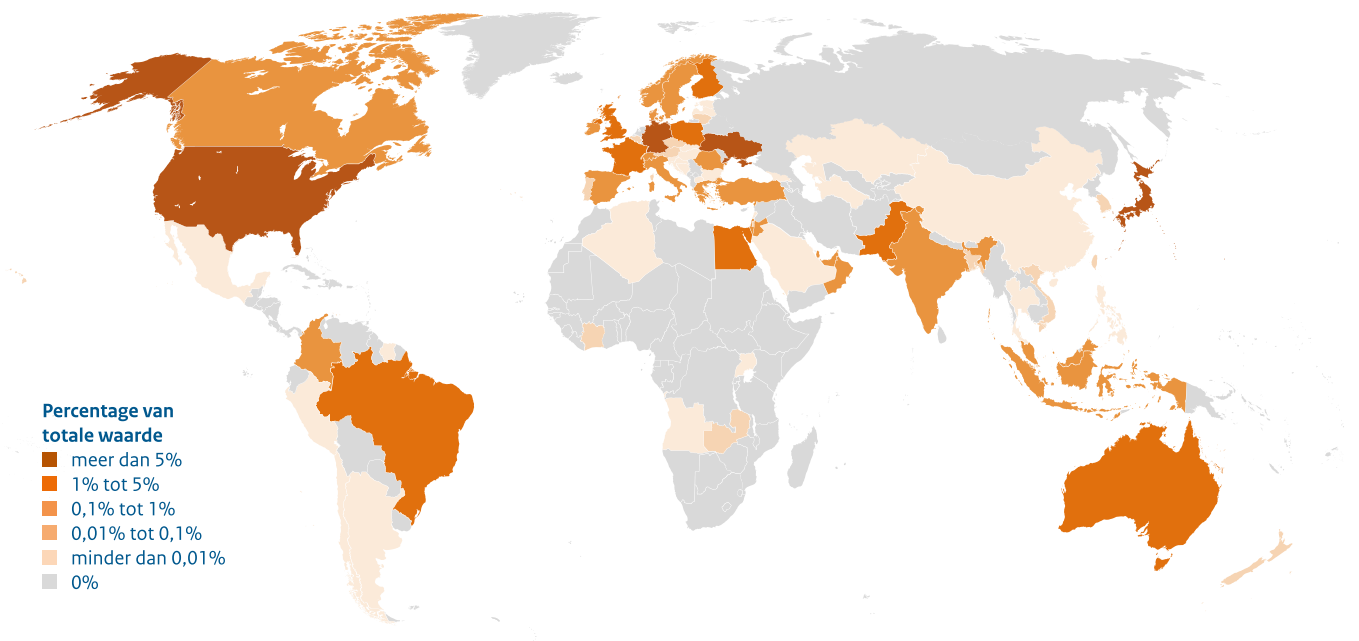 Percentage van
totale waarde
meer dan 5%
1% tot 5%
0,1% tot 1%
0,01% tot 0,1%
minder dan 0,01%
0%